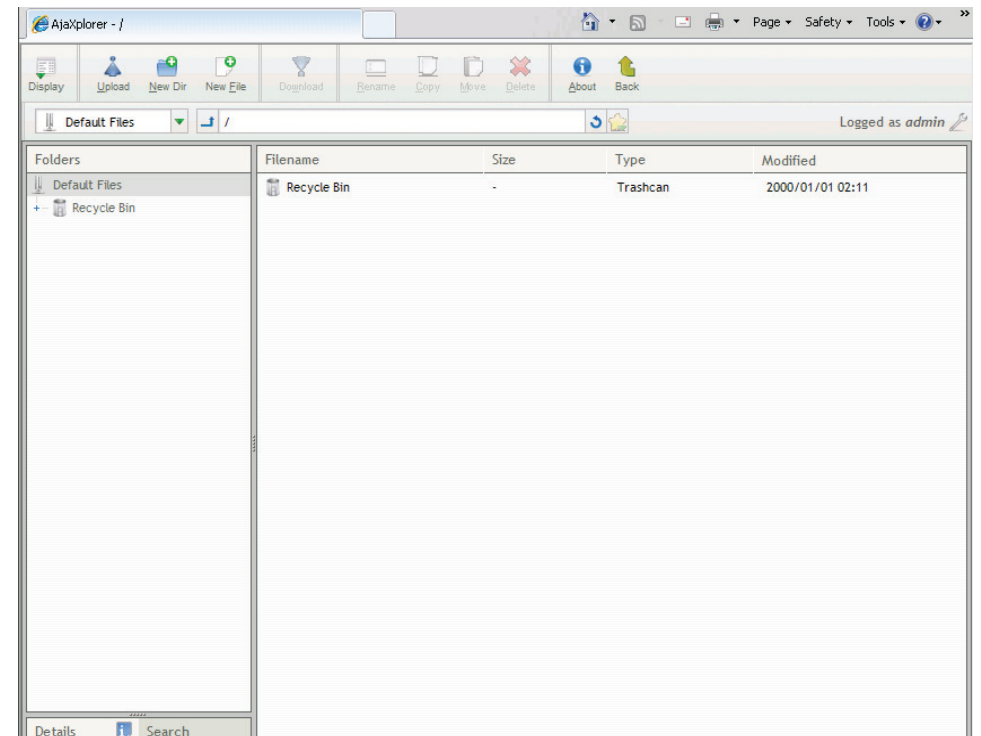 AjaXplorer - /
Page Safety Tools »
Display Upload New Dir New File Download Rename Copy Move Delete About Back
Default Files / Logged as admin
Folders Filename Size Type Modified
Default Files Recycle Bin - Trashcan 2000/01/01 02:11
Recycle Bin
Details Search